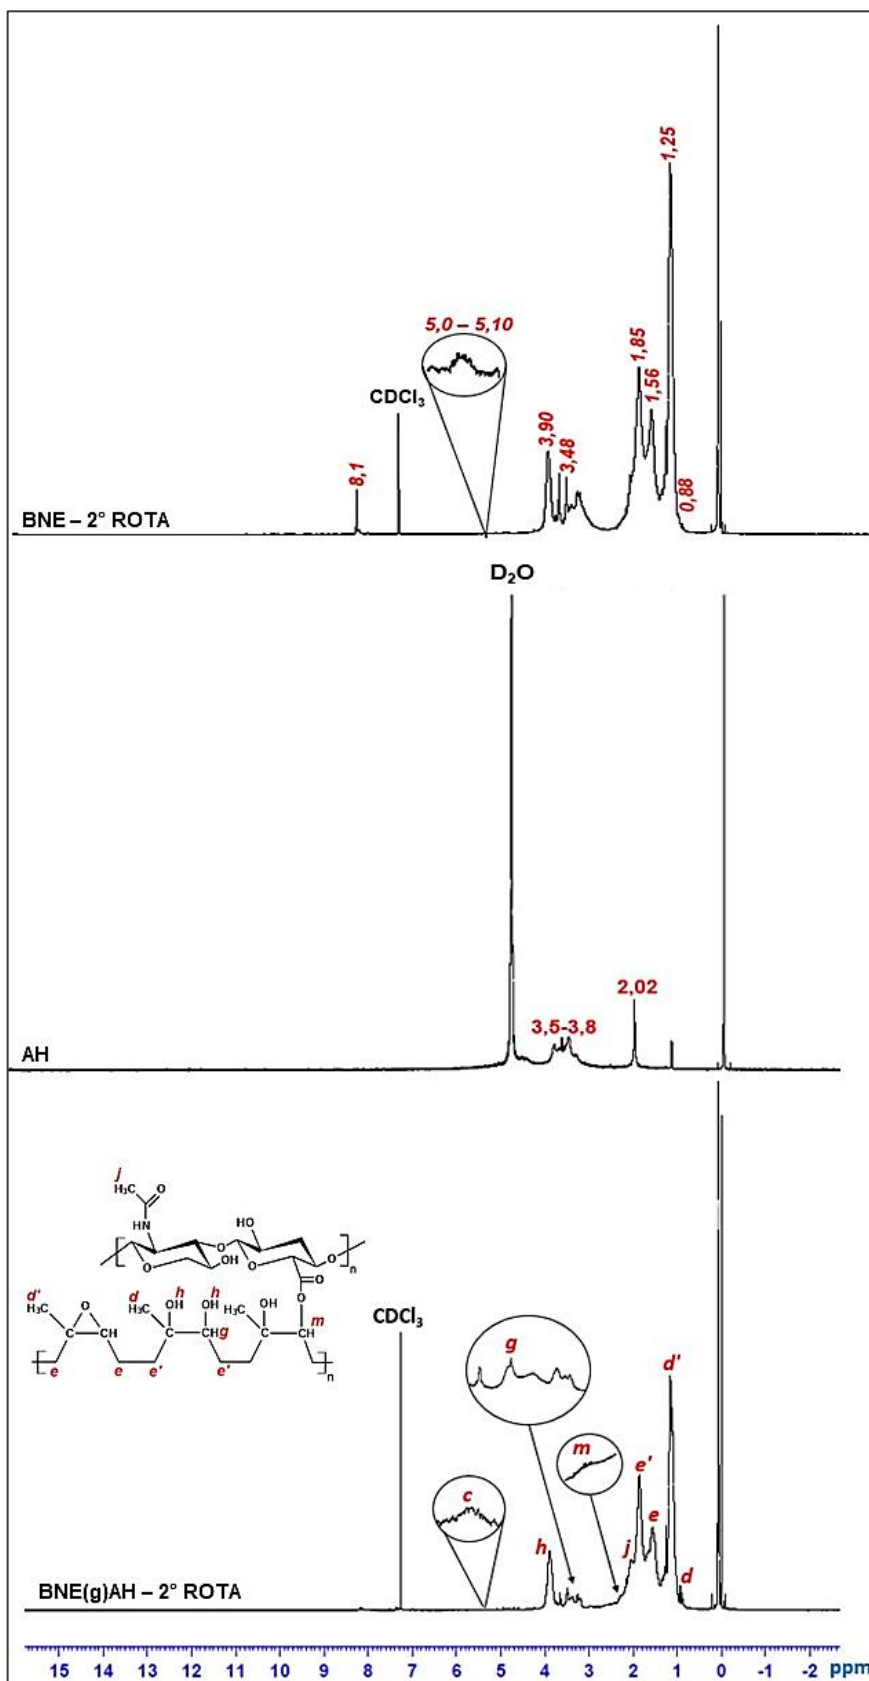 1,25
5,0 – 5,10
1,85
1,56
CDCl₃
3,90
3,48
8,1
0,88
BNE – 2° ROTA
D₂O
2,02
3,5-3,8
AH
j
H₃C
O
HN
HO
O
OH
O
O
O
n
O
d' h h
O
d
m
H₃C
O
H₃C
OH
OH
H₃C
OH
C
CH
C
CH
g
C
CH
e
e
e'
e'
n
CDCl₃
g
d'
m
e'
c
e
h
j
d
BNE(g)AH – 2° ROTA
15 14 13 12 11 10 9 8 7 6 5 4 3 2 1 0 -1 -2 ppm